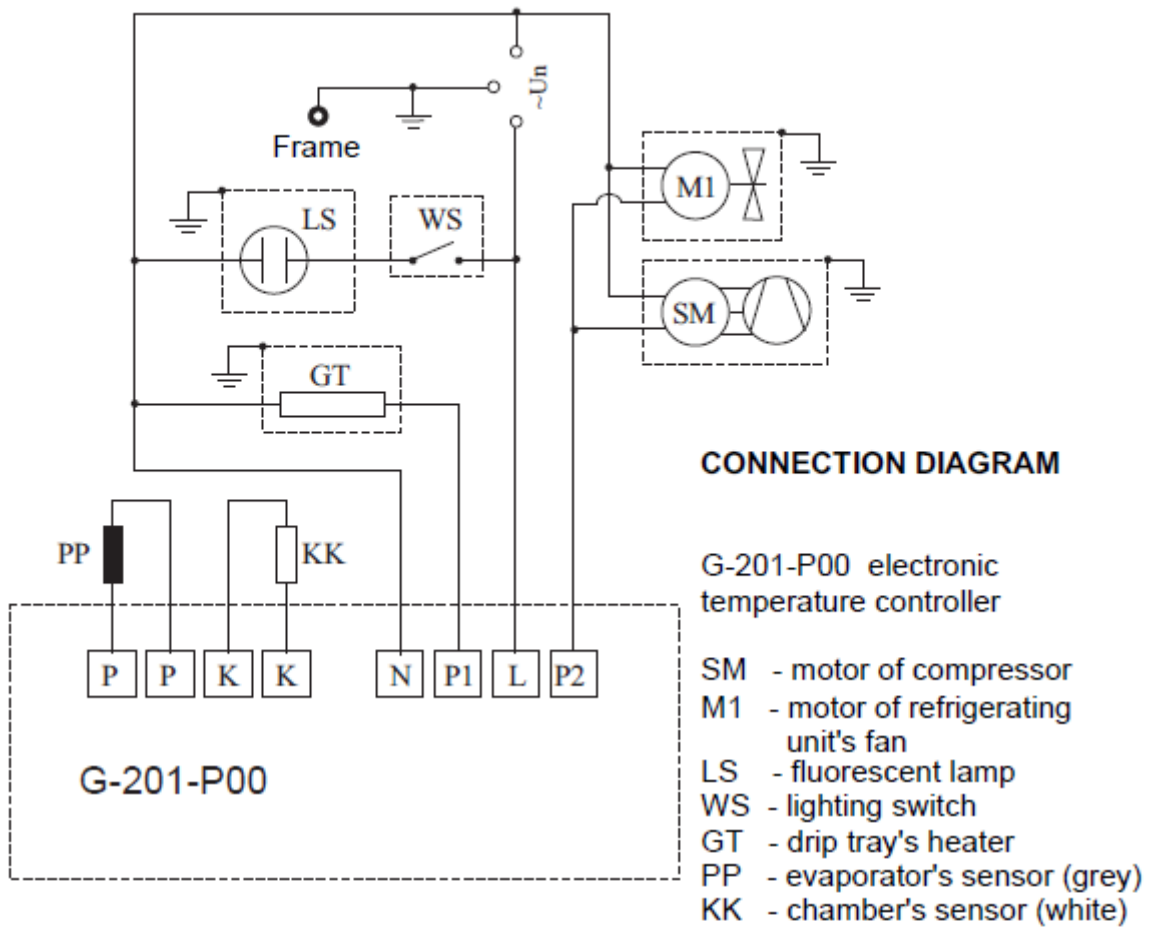 ~Un
Frame
M1
LS
WS
SM
GT
CONNECTION DIAGRAM
PP
KK
G-201-P00 electronic
temperature controller
P P K K N P1 L P2
SM - motor of compressor
M1 - motor of refrigerating
unit's fan
G-201-P00
LS - fluorescent lamp
WS - lighting switch
GT - drip tray's heater
PP - evaporator's sensor (grey)
KK - chamber's sensor (white)